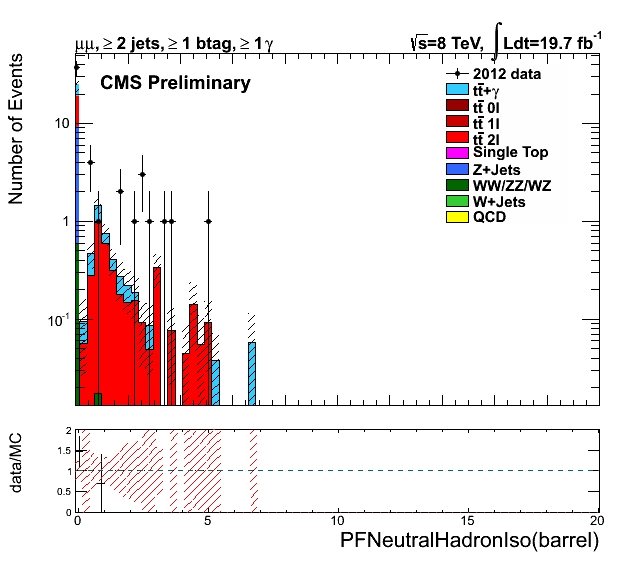 μμ, ≥ 2 jets, ≥ 1 btag, ≥ 1 γ
√s=8 TeV, ∫ Ldt=19.7 fb⁻¹
CMS Preliminary
2012 data
tt̄+γ
tt̄ 0l
tt̄ 1l
tt̄ 2l
Single Top
Z+Jets
WW/ZZ/WZ
W+Jets
QCD
Number of Events
10
1
10⁻¹
data/MC
2
1.5
1
0.5
0
0 5 10 15 20
PFNeutralHadronIso(barrel)